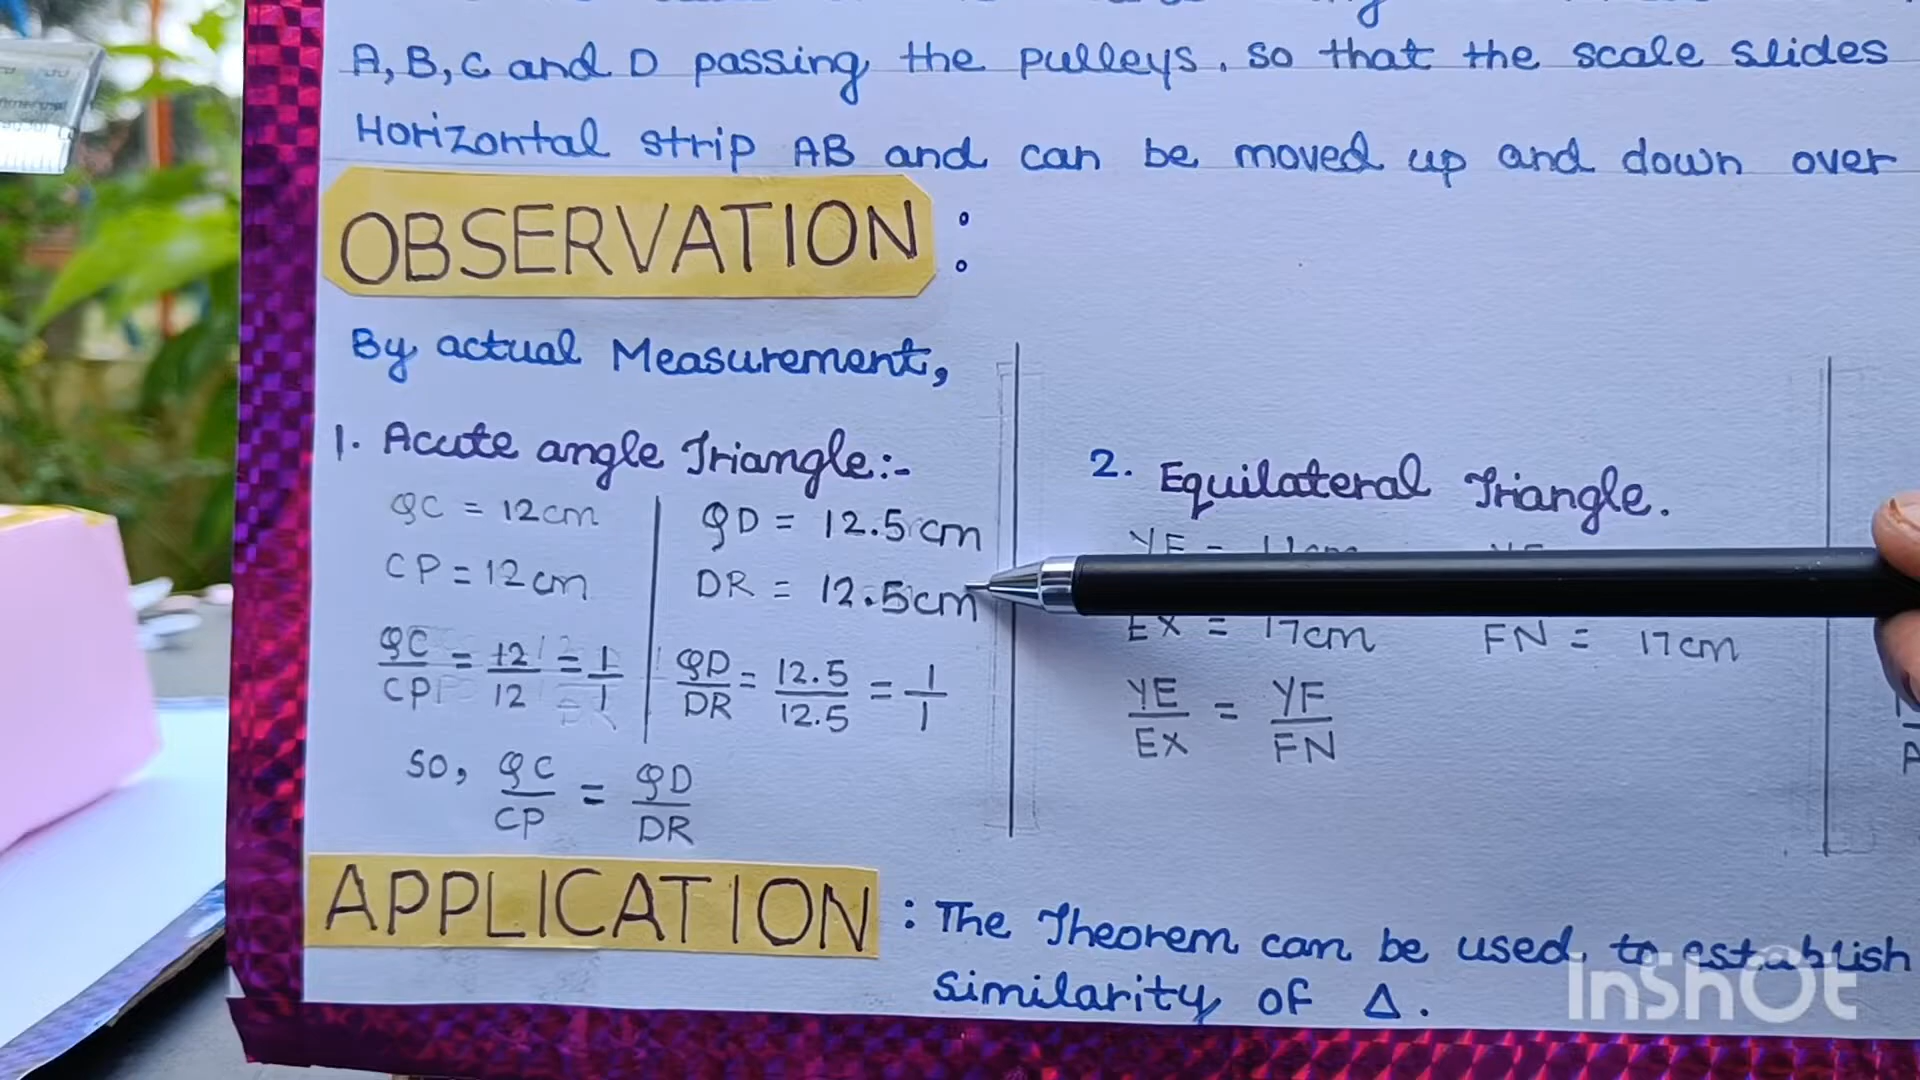 A, B, C and D passing the pulleys. so that the scale slides
Horizontal strip AB and can be moved up and down over
OBSERVATION :
By actual Measurement,
1. Acute angle Triangle:-
QC = 12cm
CP = 12cm
QC/CP = 12/12 = 1/1
QD = 12.5cm
DR = 12.5cm
QD/DR = 12.5/12.5 = 1/1
So, QC/CP = QD/DR
2. Equilateral Triangle.
EX = 17cm
FN = 17cm
YE/EX = YF/FN
APPLICATION : The Theorem can be used to establish
similarity of Δ.
InShOt